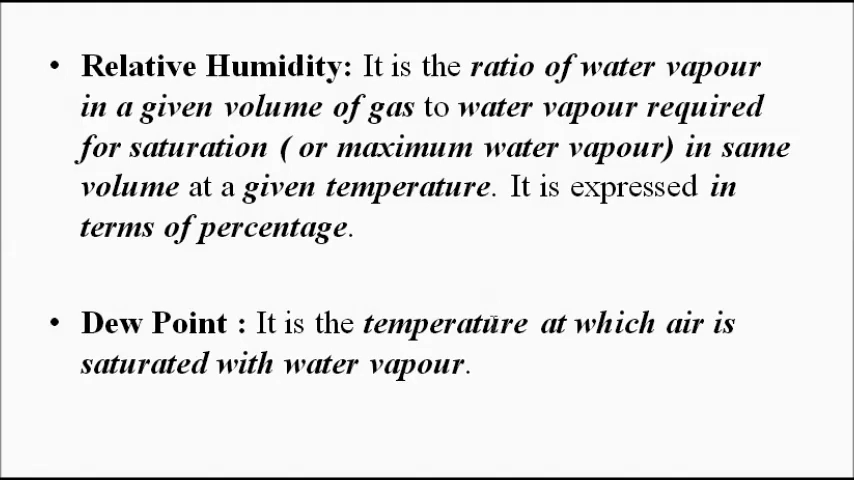 • Relative Humidity: It is the ratio of water vapour
in a given volume of gas to water vapour required
for saturation ( or maximum water vapour) in same
volume at a given temperature. It is expressed in
terms of percentage.
• Dew Point : It is the temperature at which air is
saturated with water vapour.